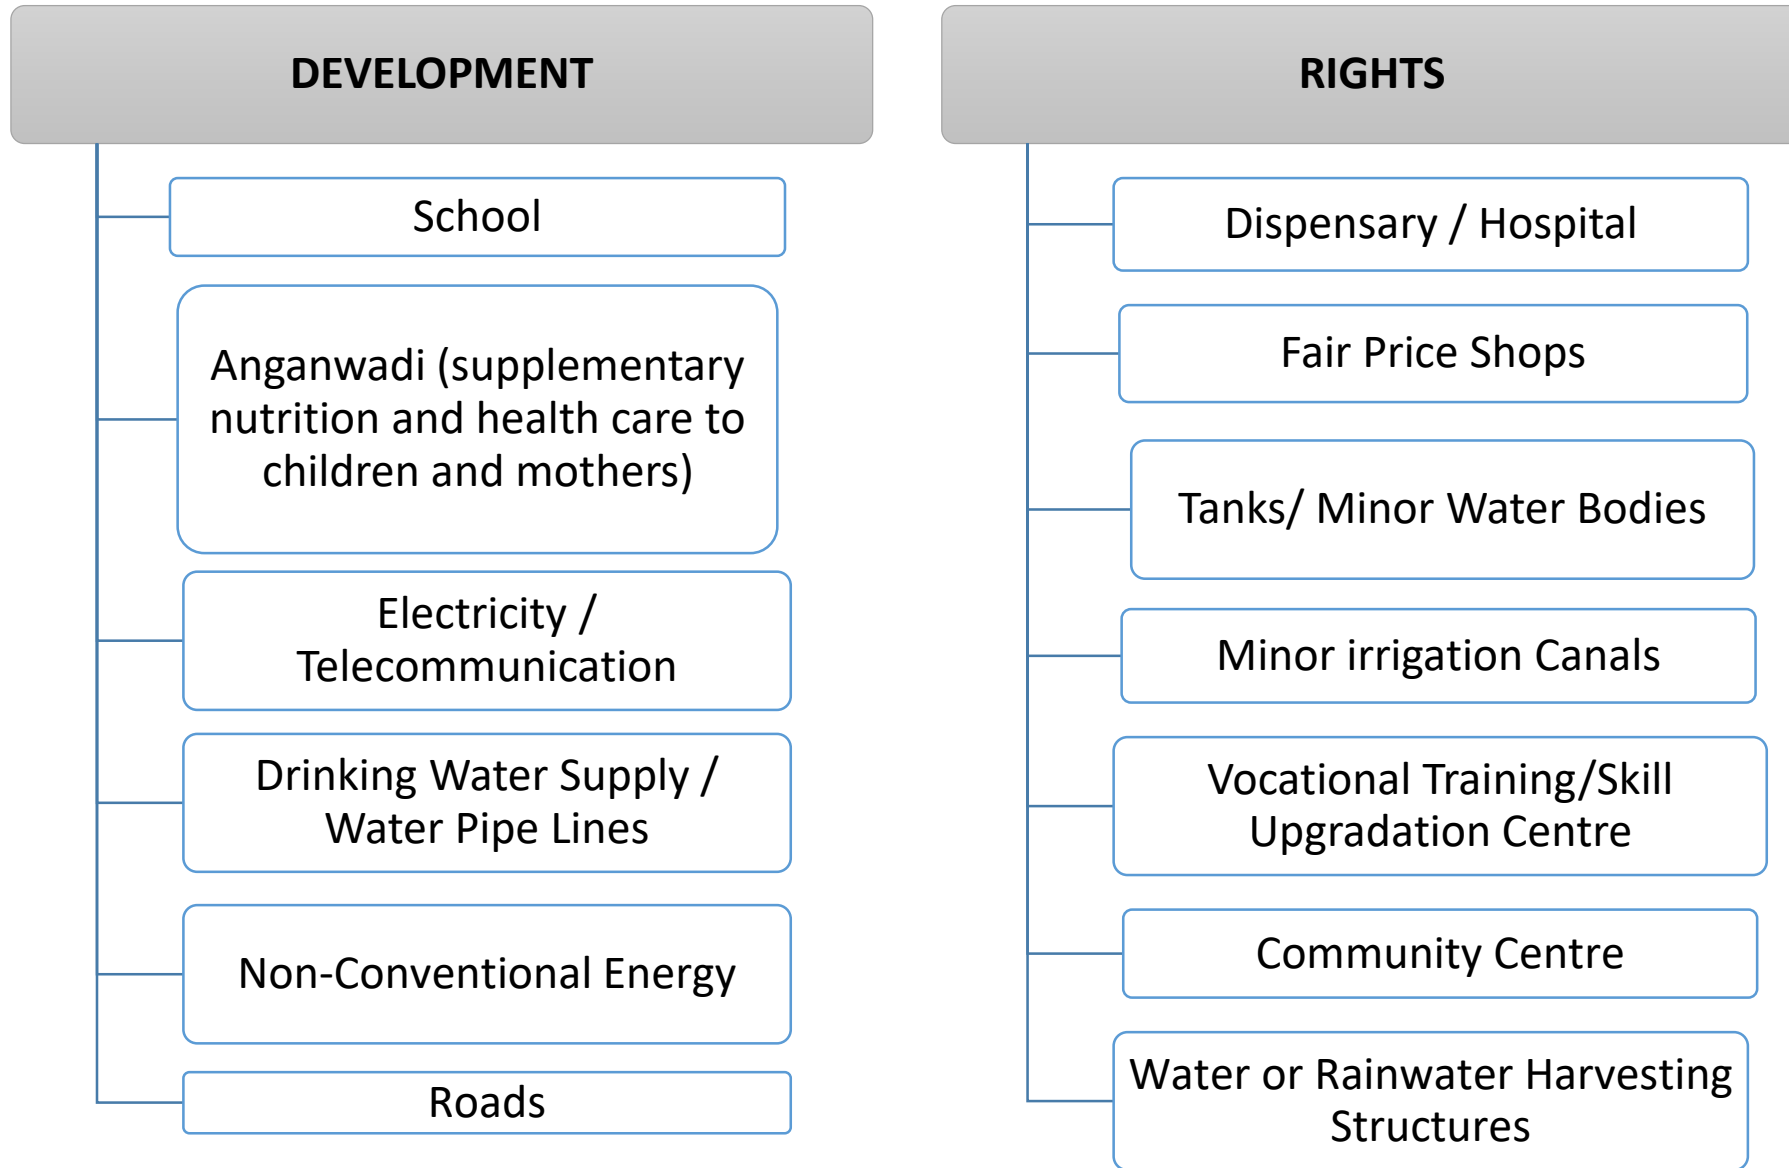 DEVELOPMENT
School
Anganwadi (supplementary
nutrition and health care to
children and mothers)
Electricity /
Telecommunication
Drinking Water Supply /
Water Pipe Lines
Non-Conventional Energy
Roads
RIGHTS
Dispensary / Hospital
Fair Price Shops
Tanks/ Minor Water Bodies
Minor irrigation Canals
Vocational Training/Skill
Upgradation Centre
Community Centre
Water or Rainwater Harvesting
Structures